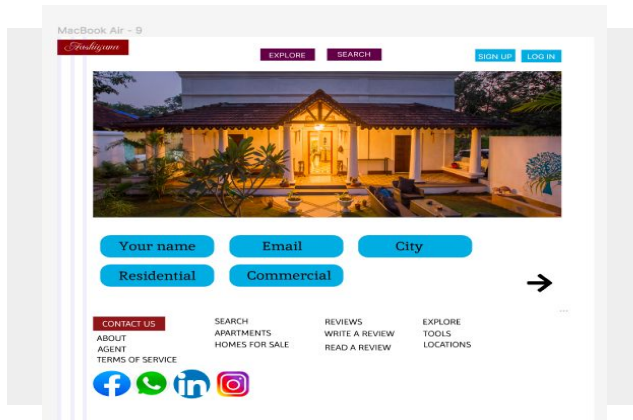 MacBook Air - 9
EXPLORE SEARCH SIGN UP LOG IN
Your name Email City
Residential Commercial
CONTACT US
ABOUT
AGENT
TERMS OF SERVICE
SEARCH
APARTMENTS
HOMES FOR SALE
REVIEWS
WRITE A REVIEW
READ A REVIEW
EXPLORE
TOOLS
LOCATIONS